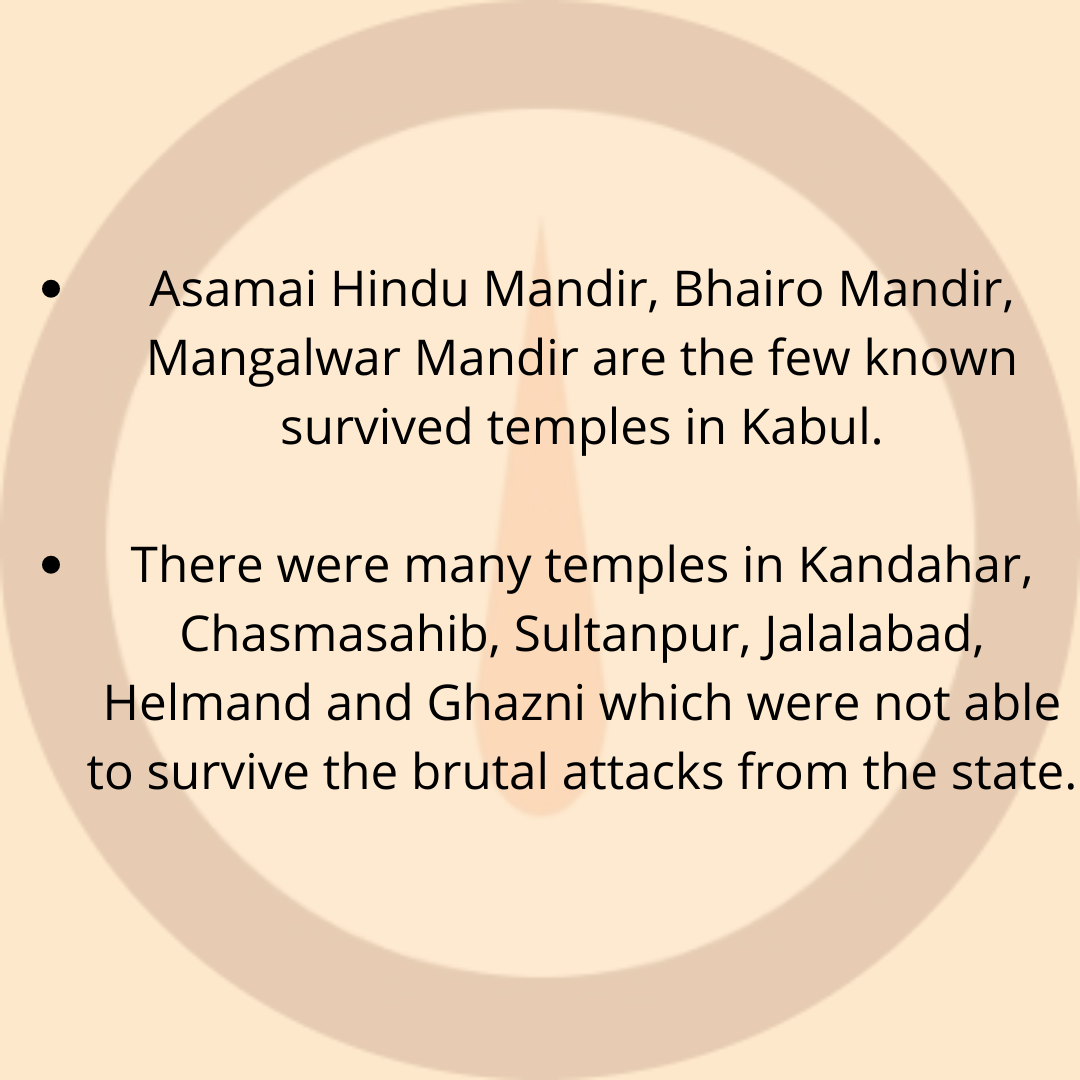 • Asamai Hindu Mandir, Bhairo Mandir,
Mangalwar Mandir are the few known
survived temples in Kabul.
• There were many temples in Kandahar,
Chasmasahib, Sultanpur, Jalalabad,
Helmand and Ghazni which were not able
to survive the brutal attacks from the state.